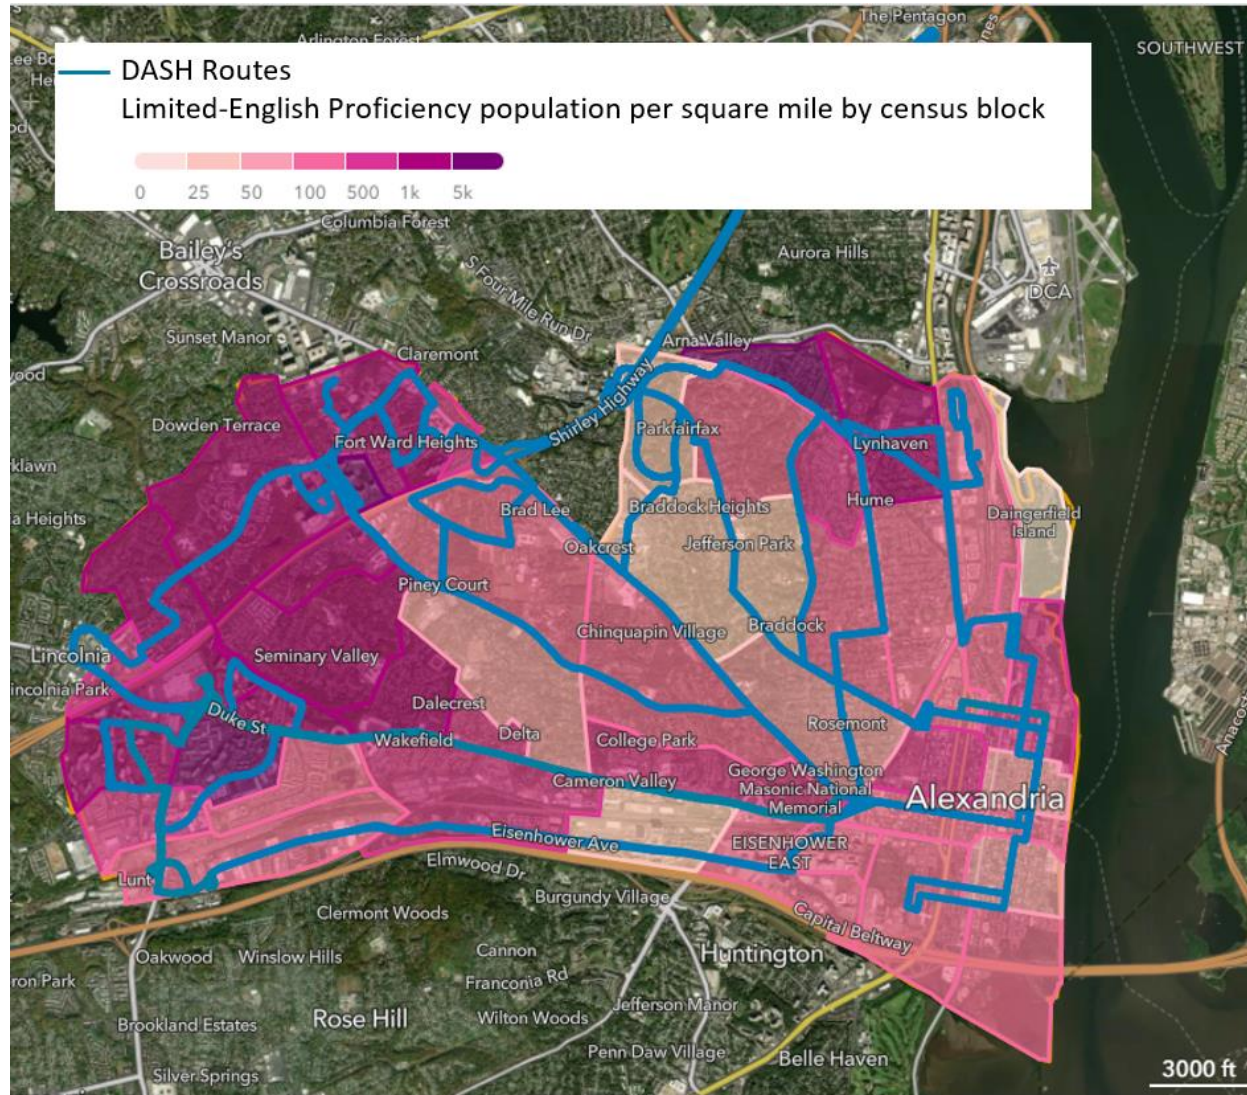 The Pentagon
SOUTHWEST
Arlington Forest
DASH Routes
Limited-English Proficiency population per square mile by census block
0 25 50 100 500 1k 5k
Columbia Forest
Bailey's
Crossroads
Aurora Hills
S Four Mile Run Dr
DCA
Sunset Manor
Arna Valley
Claremont
Shirley Highway
Dowden Terrace
Fort Ward Heights
Parkfairfax
Lynhaven
Hume
Brad Lee
Braddock Heights
Daingerfield
Island
Oakcrest
Jefferson Park
Piney Court
Chinquapin Village
Braddock
Lincolnia
Seminary Valley
Dalecrest
Duke St
Rosemont
Wakefield
Delta
College Park
Cameron Valley
George Washington
Masonic National
Memorial
Alexandria
Eisenhower Ave
EISENHOWER
EAST
Elmwood Dr
Burgundy Village
Clermont Woods
Capital Beltway
Oakwood
Winslow Hills
Cannon
Huntington
Franconia Rd
Jefferson Manor
Brookland Estates
Rose Hill
Wilton Woods
Penn Daw Village
Belle Haven
Silver Springs
3000 ft